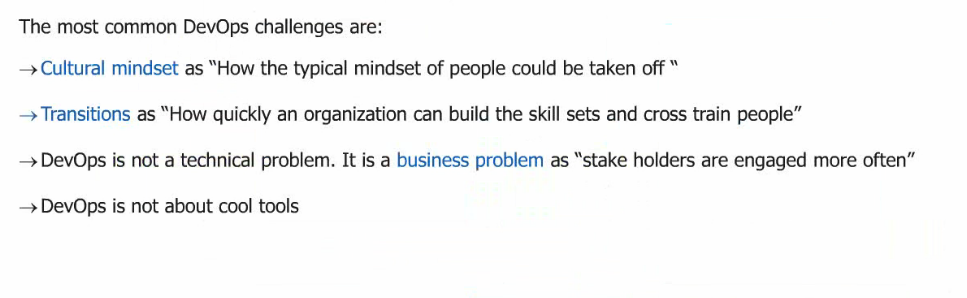 The most common DevOps challenges are:
→Cultural mindset as “How the typical mindset of people could be taken off “
→Transitions as “How quickly an organization can build the skill sets and cross train people”
→DevOps is not a technical problem. It is a business problem as “stake holders are engaged more often”
→DevOps is not about cool tools